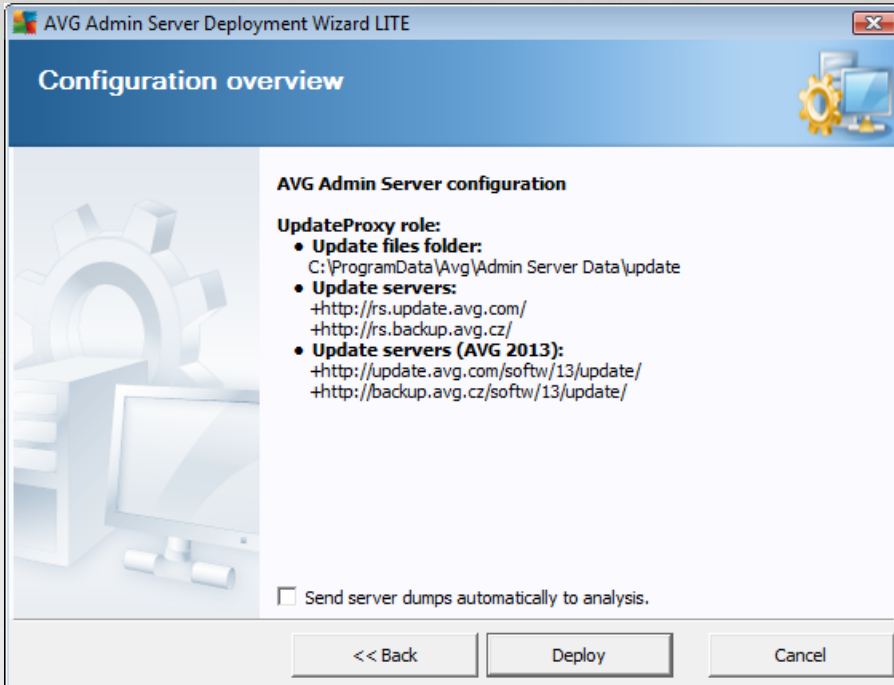 AVG Admin Server Deployment Wizard LITE
Configuration overview
AVG Admin Server configuration
UpdateProxy role:
• Update files folder:
C:\ProgramData\Avg\Admin Server Data\update
• Update servers:
+http://rs.update.avg.com/
+http://rs.backup.avg.cz/
• Update servers (AVG 2013):
+http://update.avg.com/softw/13/update/
+http://backup.avg.cz/softw/13/update/
Send server dumps automatically to analysis.
<< Back Deploy Cancel